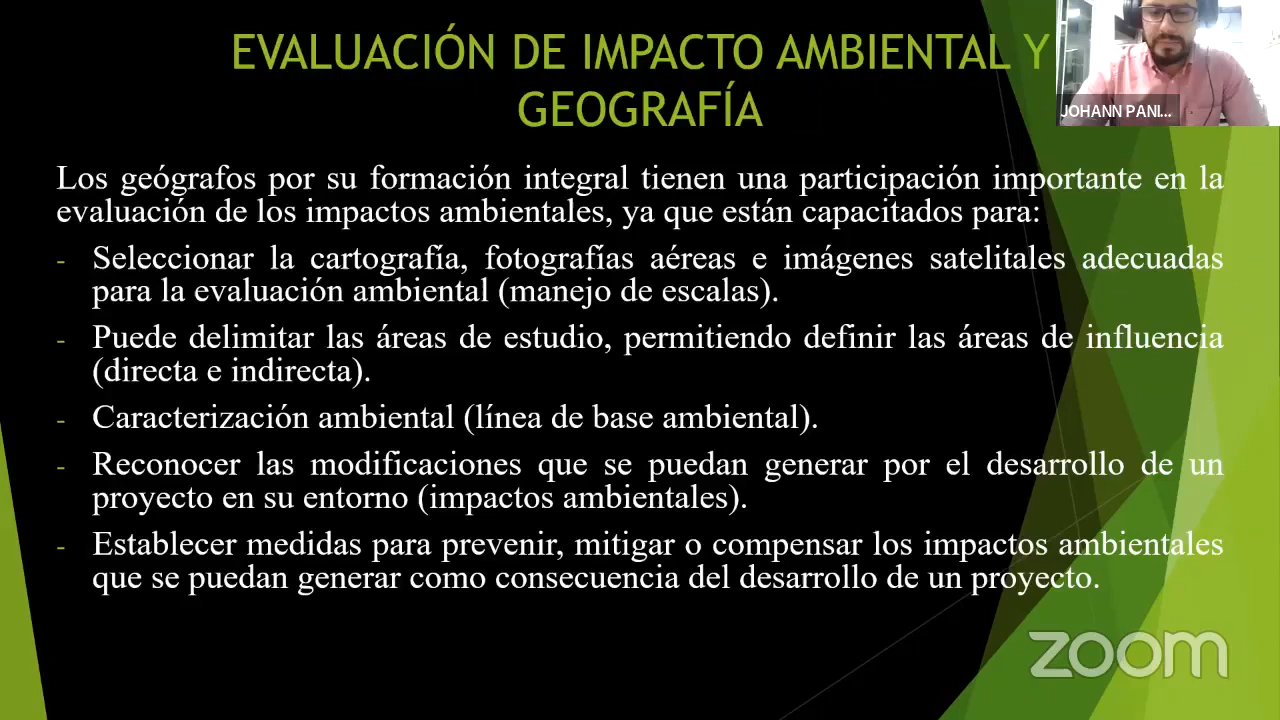 EVALUACIÓN DE IMPACTO AMBIENTAL Y
GEOGRAFÍA
JOHANN PANI...
Los geógrafos por su formación integral tienen una participación importante en la
evaluación de los impactos ambientales, ya que están capacitados para:
- Seleccionar la cartografía, fotografías aéreas e imágenes satelitales adecuadas
para la evaluación ambiental (manejo de escalas).
- Puede delimitar las áreas de estudio, permitiendo definir las áreas de influencia
(directa e indirecta).
- Caracterización ambiental (línea de base ambiental).
- Reconocer las modificaciones que se puedan generar por el desarrollo de un
proyecto en su entorno (impactos ambientales).
- Establecer medidas para prevenir, mitigar o compensar los impactos ambientales
que se puedan generar como consecuencia del desarrollo de un proyecto.
zoom